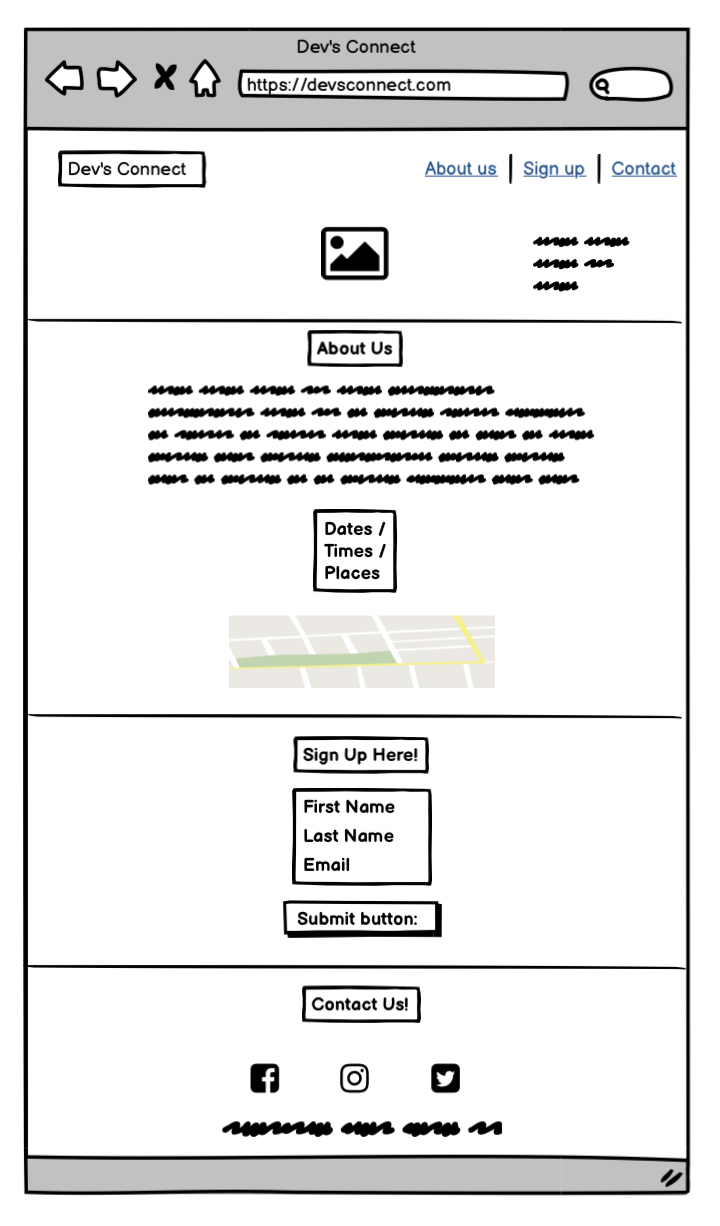 Dev's Connect
https://devsconnect.com
Dev's Connect
About us | Sign up | Contact
About Us
Dates /
Times /
Places
Sign Up Here!
First Name
Last Name
Email
Submit button:
Contact Us!